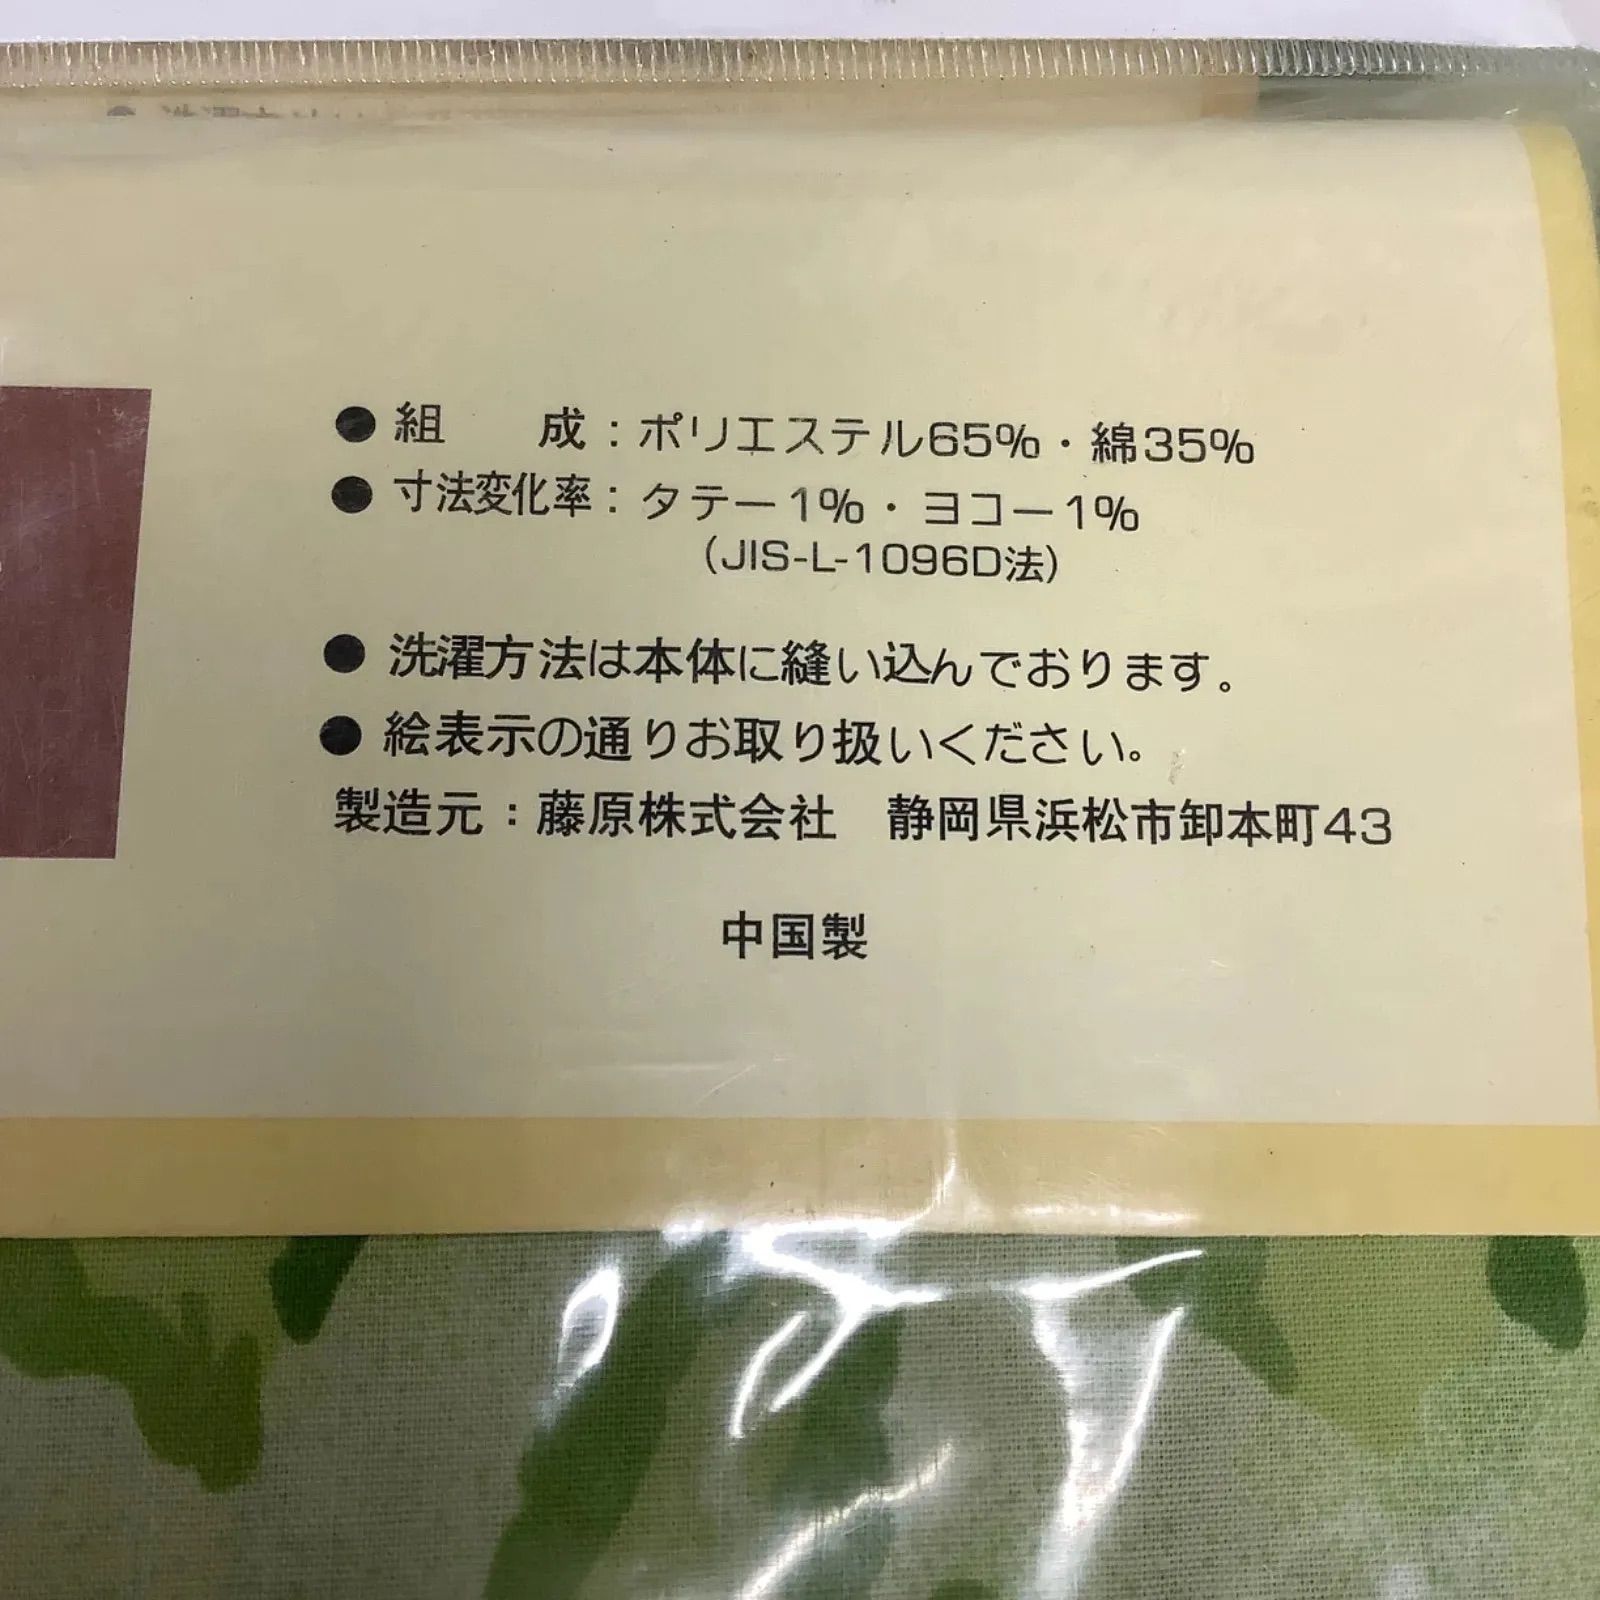 ● 組　成：ポリエステル65%・綿35%
● 寸法変化率：タテー1%・ヨコー1%
（JIS-L-1096D法）
● 洗濯方法は本体に縫い込んでおります。
● 絵表示の通りお取り扱いください。
製造元：藤原株式会社　静岡県浜松市卸本町43
中国製